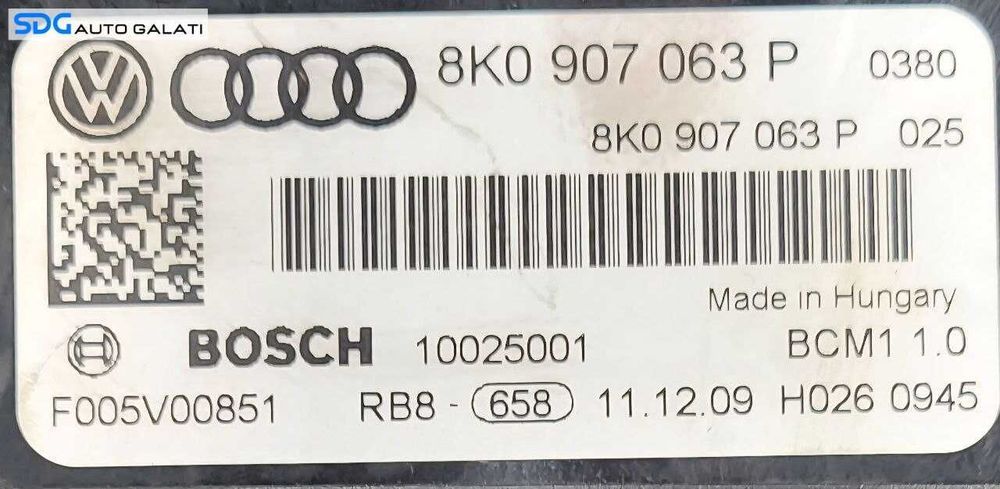 SDG AUTO GALATI
8K0 907 063 P 0380
8K0 907 063 P 025
Made in Hungary
BOSCH 10025001 BCM1 1.0
F005V00851 RB8 - 658 11.12.09 H026 0945